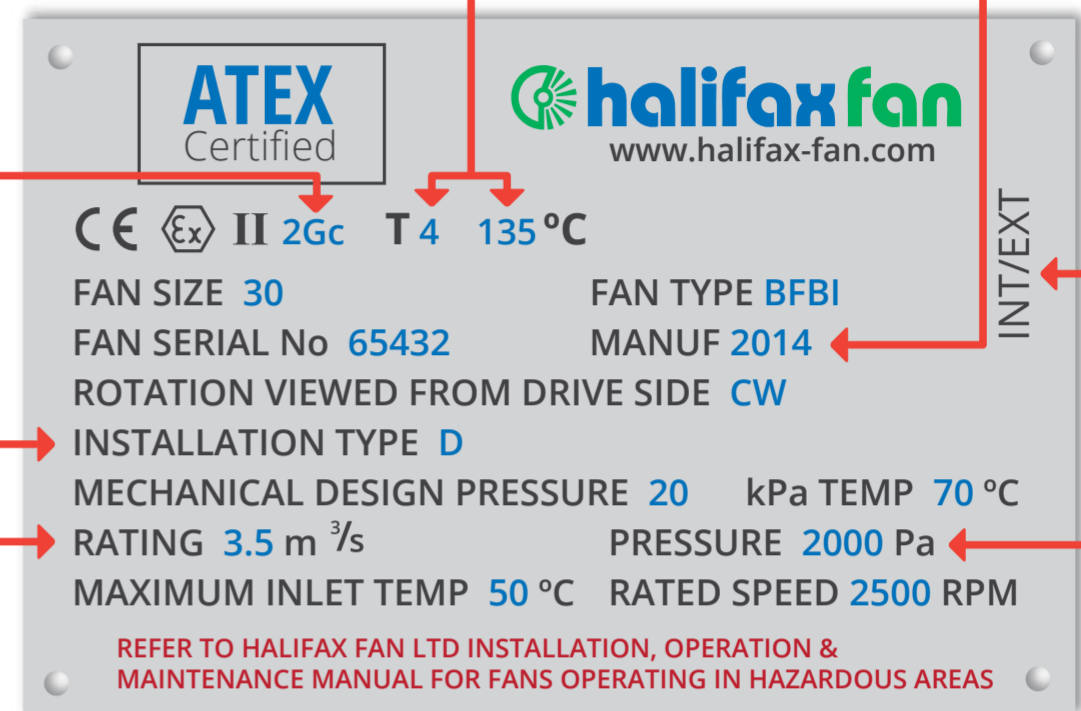 ATEX
Certified
halifax fan
www.halifax-fan.com
CE Ex II 2Gc T 4 135 ºC
INT/EXT
FAN SIZE 30 FAN TYPE BFBI
FAN SERIAL No 65432 MANUF 2014
ROTATION VIEWED FROM DRIVE SIDE CW
INSTALLATION TYPE D
MECHANICAL DESIGN PRESSURE 20 kPa TEMP 70 ºC
RATING 3.5 m ³/s PRESSURE 2000 Pa
MAXIMUM INLET TEMP 50 ºC RATED SPEED 2500 RPM
REFER TO HALIFAX FAN LTD INSTALLATION, OPERATION &
MAINTENANCE MANUAL FOR FANS OPERATING IN HAZARDOUS AREAS